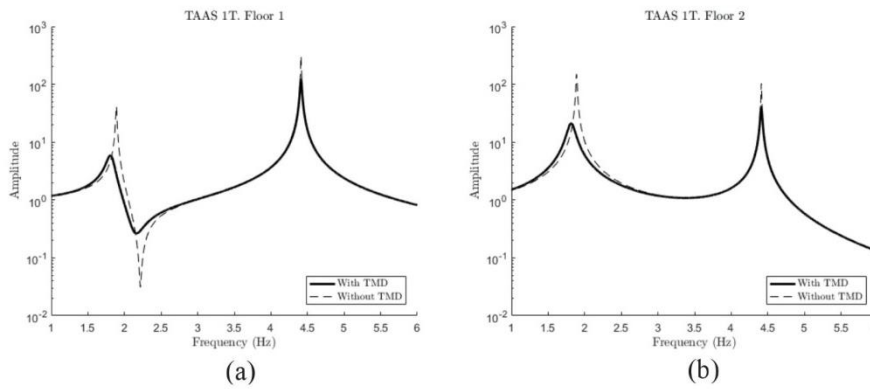 TAAS 1T. Floor 1
10^3
10^2
10^1
10^0
10^-1
10^-2
Amplitude
With TMD
Without TMD
1 1.5 2 2.5 3 3.5 4 4.5 5 5.5 6
Frequency (Hz)
(a)
TAAS 1T. Floor 2
10^3
10^2
10^1
10^0
10^-1
10^-2
Amplitude
With TMD
Without TMD
1 1.5 2 2.5 3 3.5 4 4.5 5 5.5
Frequency (Hz)
(b)